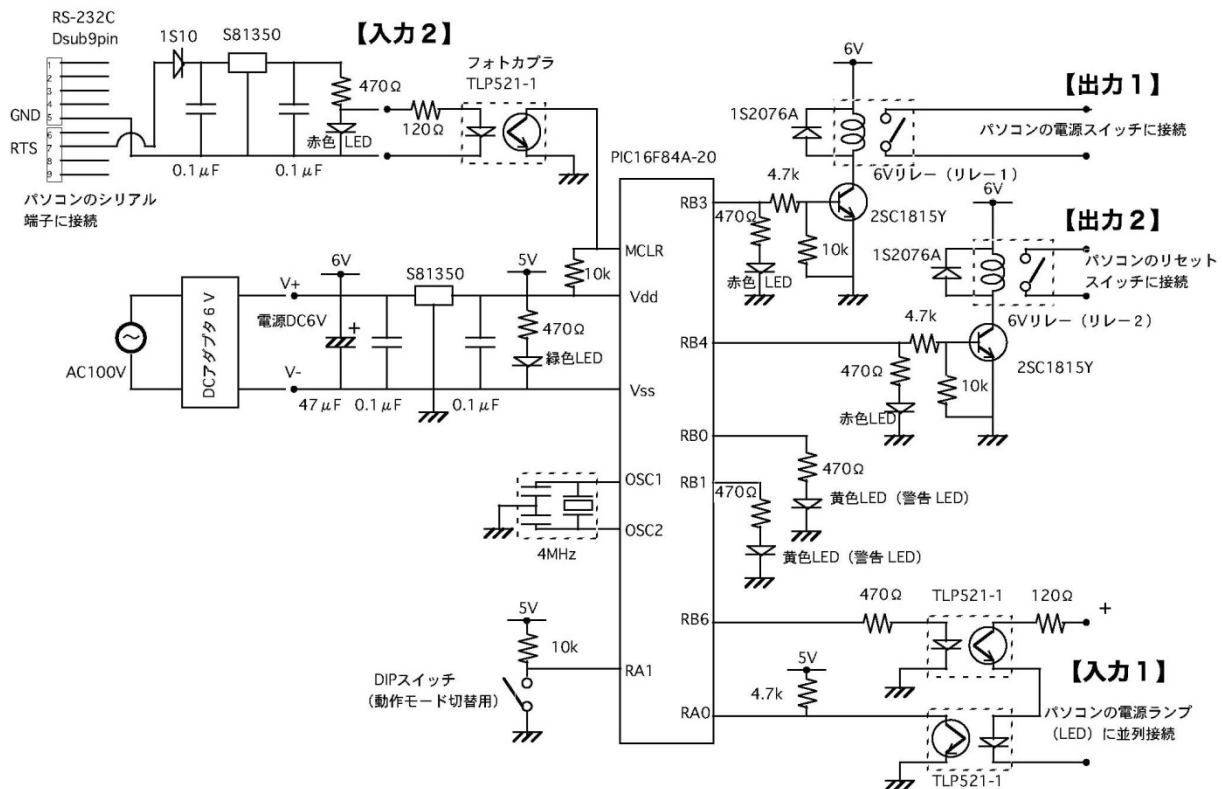 RS-232C
Dsub9pin
1
2
3
4
5
6
7
8
9
GND
RTS
パソコンのシリアル
端子に接続
1S10
S81350
0.1μF
0.1μF
【入力2】
470Ω
赤色 LED
120Ω
フォトカプラ
TLP521-1
PIC16F84A-20
MCLR
Vdd
Vss
OSC1
OSC2
RA1
RB3
RB4
RB0
RB1
RB6
RA0
10k
AC100V
DCアダプタ6V
V+
V-
電源DC6V
6V
+
47μF
0.1μF
S81350
0.1μF
5V
470Ω
緑色LED
4MHz
5V
10k
DIPスイッチ
(動作モード切替用)
6V
【出力1】
1S2076A
パソコンの電源スイッチに接続
6Vリレー(リレー1)
4.7k
470Ω
10k
2SC1815Y
赤色 LED
6V
【出力2】
1S2076A
パソコンのリセット
スイッチに接続
6Vリレー(リレー2)
4.7k
470Ω
10k
2SC1815Y
赤色LED
470Ω
黄色LED(警告 LED)
470Ω
黄色LED(警告 LED)
470Ω
TLP521-1
120Ω
+
【入力1】
5V
4.7k
パソコンの電源ランプ
(LED)に並列接続
TLP521-1